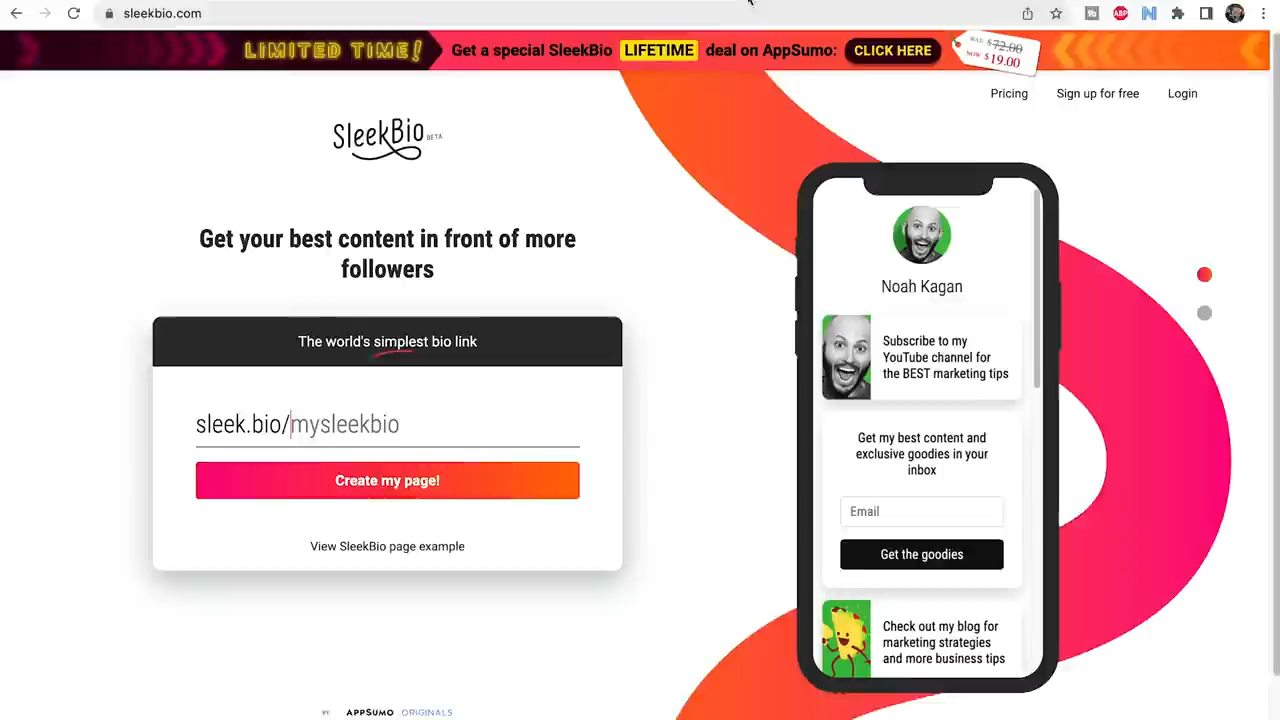 sleekbio.com
ABP
LIMITED TIME!
Get a special SleekBio LIFETIME deal on AppSumo: CLICK HERE
WAS $72.00
NOW $19.00
Pricing
Sign up for free
Login
SleekBio BETA
Get your best content in front of more
followers
The world's simplest bio link
sleek.bio/mysleekbio
Create my page!
View SleekBio page example
BY APPSUMO ORIGINALS
Noah Kagan
Subscribe to my
YouTube channel for
the BEST marketing tips
Get my best content and
exclusive goodies in your
inbox
Email
Get the goodies
Check out my blog for
marketing strategies
and more business tips